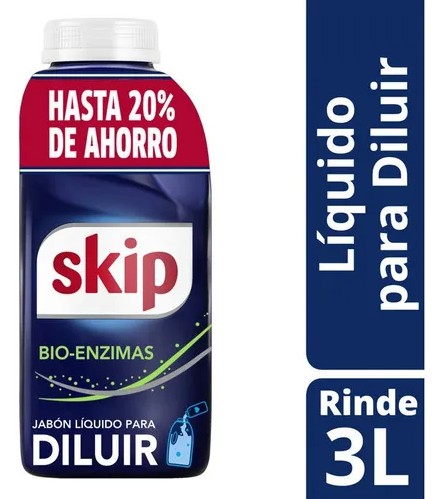 HASTA 20%
DE AHORRO
skip
BIO-ENZIMAS
JABÓN LÍQUIDO PARA
DILUIR
Líquido
para Diluir
Rinde
3L